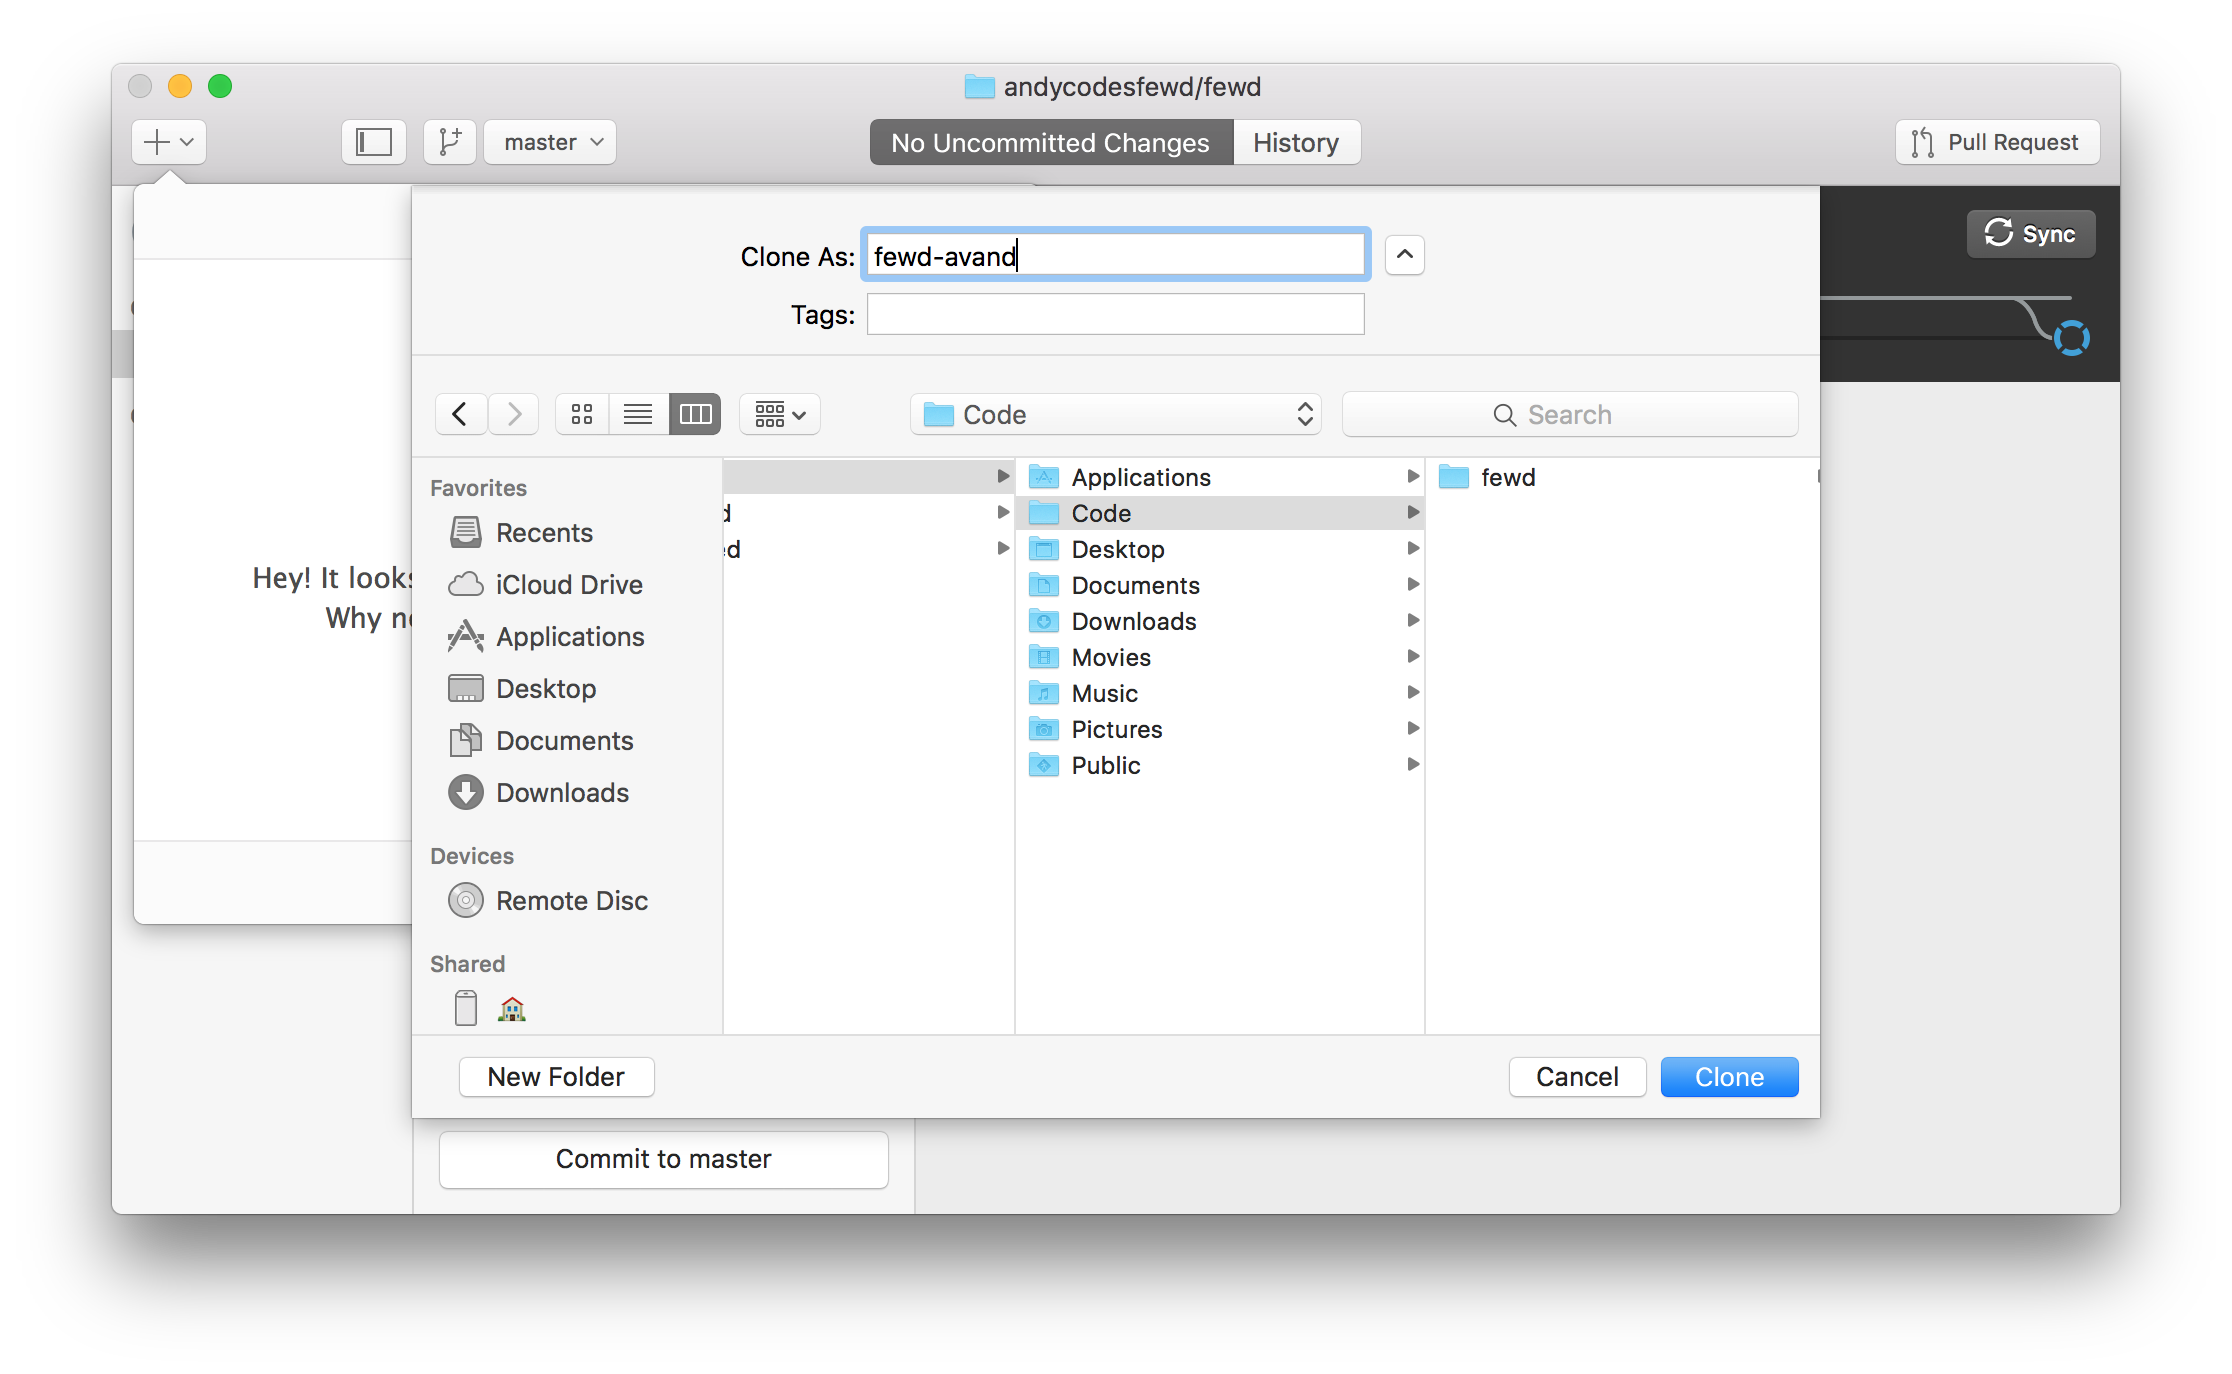 andycodesfewd/fewd
master
No Uncommitted Changes
History
Pull Request
Sync
Clone As: fewd-avand
Tags:
Code
Search
Hey! It looks
Why
Favorites
Recents
iCloud Drive
Applications
Desktop
Documents
Downloads
Devices
Remote Disc
Shared
Applications
Code
Desktop
Documents
Downloads
Movies
Music
Pictures
Public
fewd
New Folder
Cancel
Clone
Commit to master